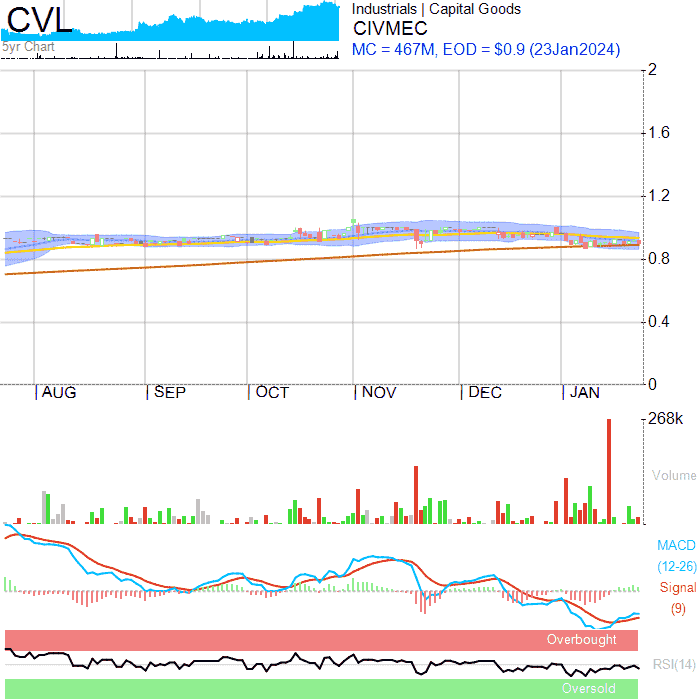 CVL
5yr Chart
Industrials | Capital Goods
CIVMEC
MC = 467M, EOD = $0.9 (23Jan2024)
2
1.6
1.2
0.8
0.4
0
AUG SEP OCT NOV DEC JAN
268k
Volume
MACD
(12-26)
Signal
(9)
Overbought
RSI(14)
Oversold